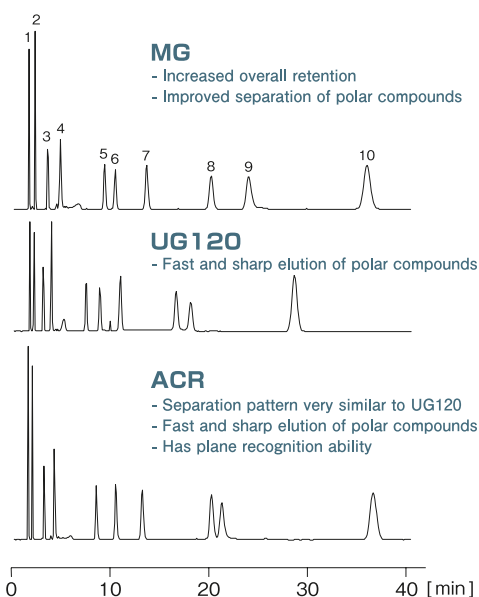 2
1
MG
- Increased overall retention
- Improved separation of polar compounds
3 4 5 6 7 8 9 10
UG120
- Fast and sharp elution of polar compounds
ACR
- Separation pattern very similar to UG120
- Fast and sharp elution of polar compounds
- Has plane recognition ability
0 10 20 30 40 [min]